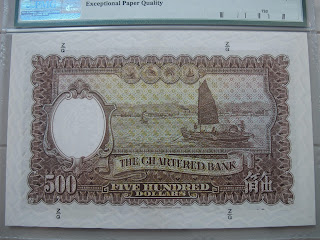 Exceptional Paper Quality
THE CHARTERED BANK
500
FIVE HUNDRED
DOLLARS
佰伍